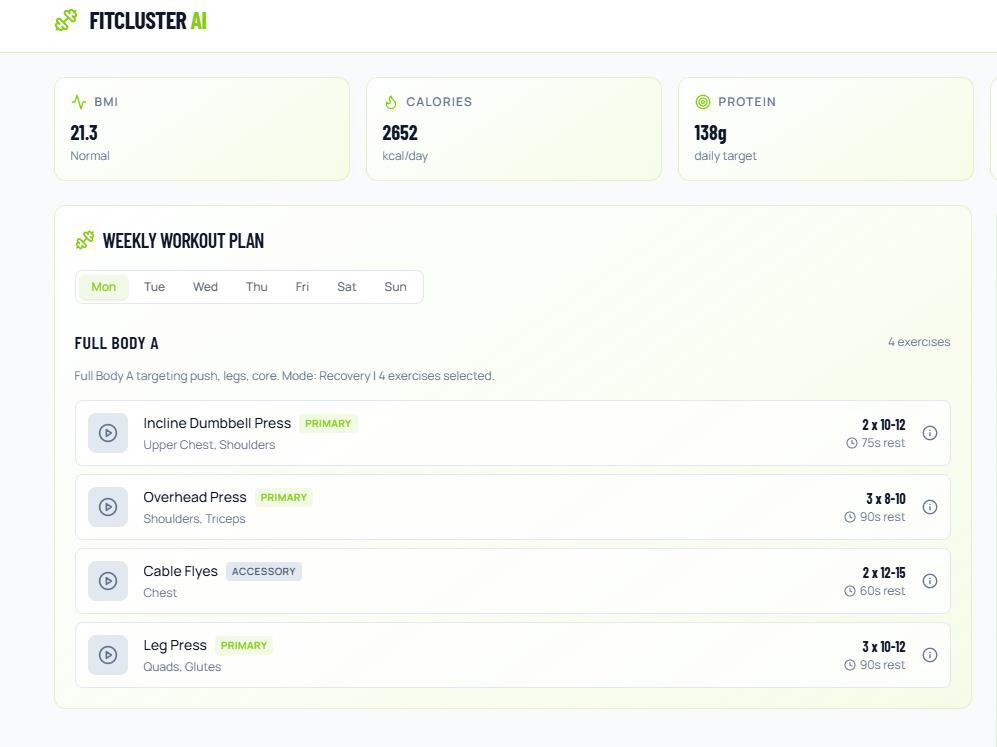 FITCLUSTER AI
BMI
21.3
Normal
CALORIES
2652
kcal/day
PROTEIN
138g
daily target
WEEKLY WORKOUT PLAN
Mon Tue Wed Thu Fri Sat Sun
FULL BODY A
4 exercises
Full Body A targeting push, legs, core. Mode: Recovery | 4 exercises selected.
Incline Dumbbell Press PRIMARY
Upper Chest, Shoulders
2 x 10-12
75s rest
Overhead Press PRIMARY
Shoulders, Triceps
3 x 8-10
90s rest
Cable Flyes ACCESSORY
Chest
2 x 12-15
60s rest
Leg Press PRIMARY
Quads, Glutes
3 x 10-12
90s rest